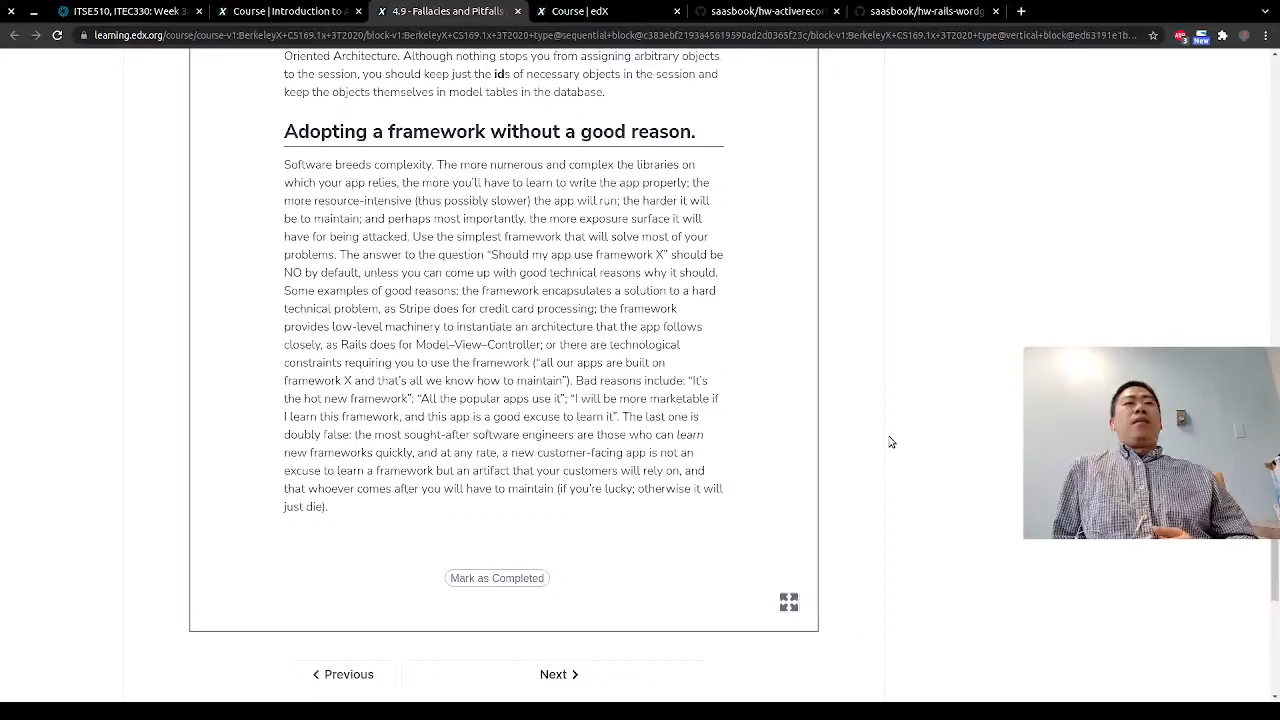 ITSE510, ITEC330: Week 3a
Course | Introduction to A
4.9 - Fallacies and Pitfalls
Course | edX
saasbook/hw-activerecor
saasbook/hw-rails-wordg
learning.edx.org/course/course-v1:BerkeleyX+CS169.1x+3T2020/block-v1:BerkeleyX+CS169.1x+3T2020+type@sequential+block@c383ebf2193a45619590ad2d0365f23c/block-v1:BerkeleyX+CS169.1x+3T2020+type@vertical+block@ed63191e1b...
New
Oriented Architecture. Although nothing stops you from assigning arbitrary objects
to the session, you should keep just the ids of necessary objects in the session and
keep the objects themselves in model tables in the database.
Adopting a framework without a good reason.
Software breeds complexity. The more numerous and complex the libraries on
which your app relies, the more you'll have to learn to write the app properly; the
more resource-intensive (thus possibly slower) the app will run; the harder it will
be to maintain; and perhaps most importantly, the more exposure surface it will
have for being attacked. Use the simplest framework that will solve most of your
problems. The answer to the question “Should my app use framework X” should be
NO by default, unless you can come up with good technical reasons why it should.
Some examples of good reasons: the framework encapsulates a solution to a hard
technical problem, as Stripe does for credit card processing; the framework
provides low-level machinery to instantiate an architecture that the app follows
closely, as Rails does for Model–View–Controller; or there are technological
constraints requiring you to use the framework (“all our apps are built on
framework X and that's all we know how to maintain”). Bad reasons include: “It's
the hot new framework”; “All the popular apps use it”; “I will be more marketable if
I learn this framework, and this app is a good excuse to learn it”. The last one is
doubly false: the most sought-after software engineers are those who can learn
new frameworks quickly, and at any rate, a new customer-facing app is not an
excuse to learn a framework but an artifact that your customers will rely on, and
that whoever comes after you will have to maintain (if you're lucky; otherwise it will
just die).
Mark as Completed
Previous
Next